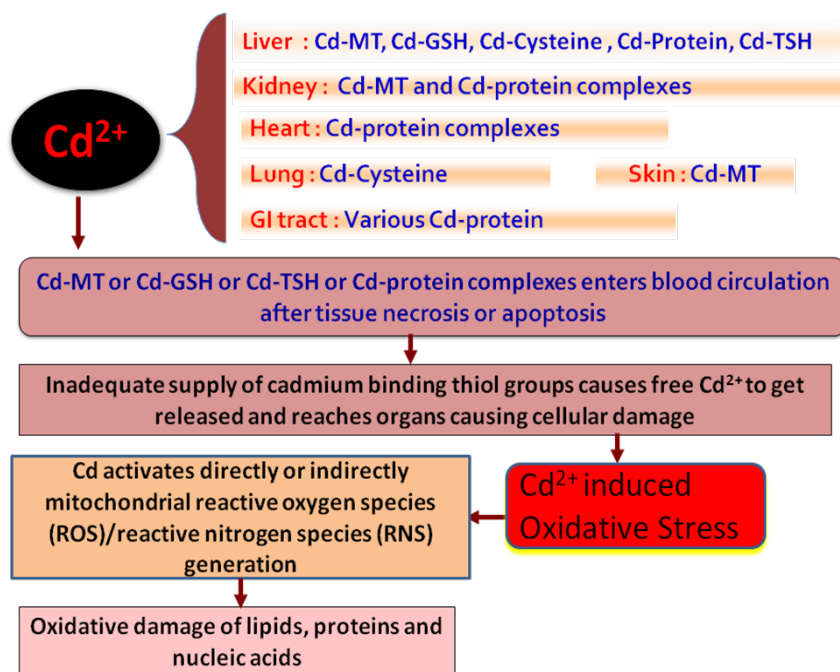 Cd²⁺
Liver : Cd-MT, Cd-GSH, Cd-Cysteine , Cd-Protein, Cd-TSH
Kidney : Cd-MT and Cd-protein complexes
Heart : Cd-protein complexes
Lung : Cd-Cysteine
Skin : Cd-MT
GI tract : Various Cd-protein
Cd-MT or Cd-GSH or Cd-TSH or Cd-protein complexes enters blood circulation
after tissue necrosis or apoptosis
Inadequate supply of cadmium binding thiol groups causes free Cd²⁺ to get
released and reaches organs causing cellular damage
Cd²⁺ induced
Oxidative Stress
Cd activates directly or indirectly
mitochondrial reactive oxygen species
(ROS)/reactive nitrogen species (RNS)
generation
Oxidative damage of lipids, proteins and
nucleic acids